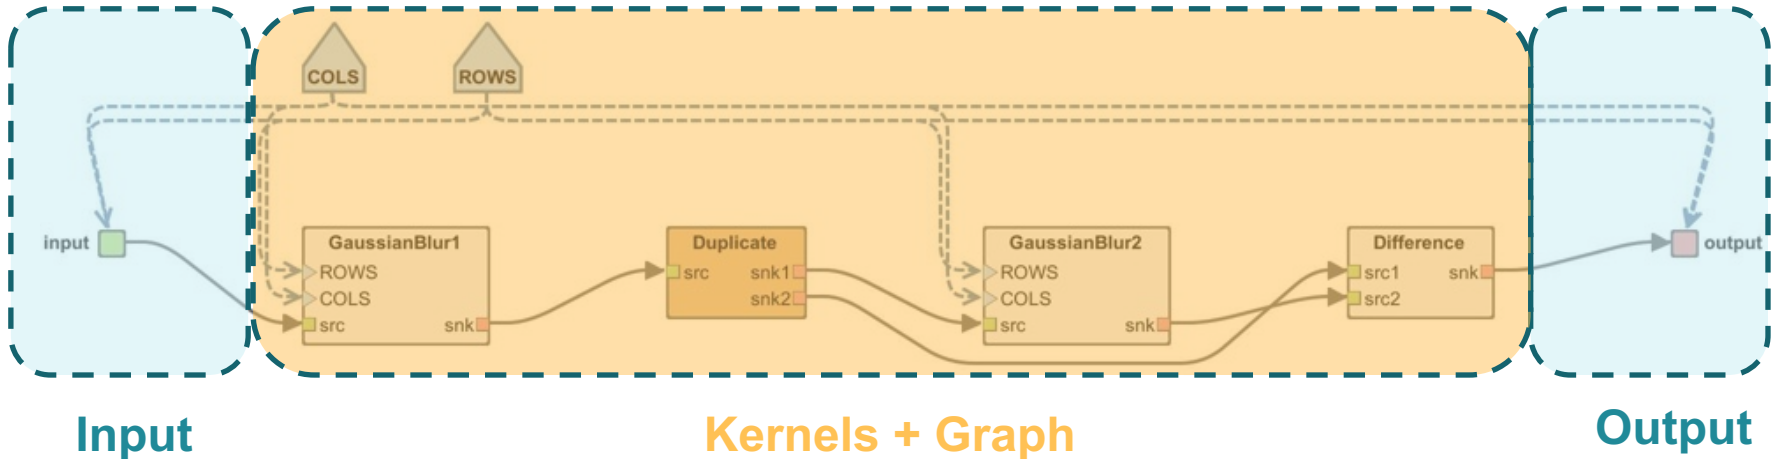 COLS
ROWS
input
GaussianBlur1
ROWS
COLS
src
snk
Duplicate
src
snk1
snk2
GaussianBlur2
ROWS
COLS
src
snk
Difference
src1
snk
src2
output
Input
Kernels + Graph
Output